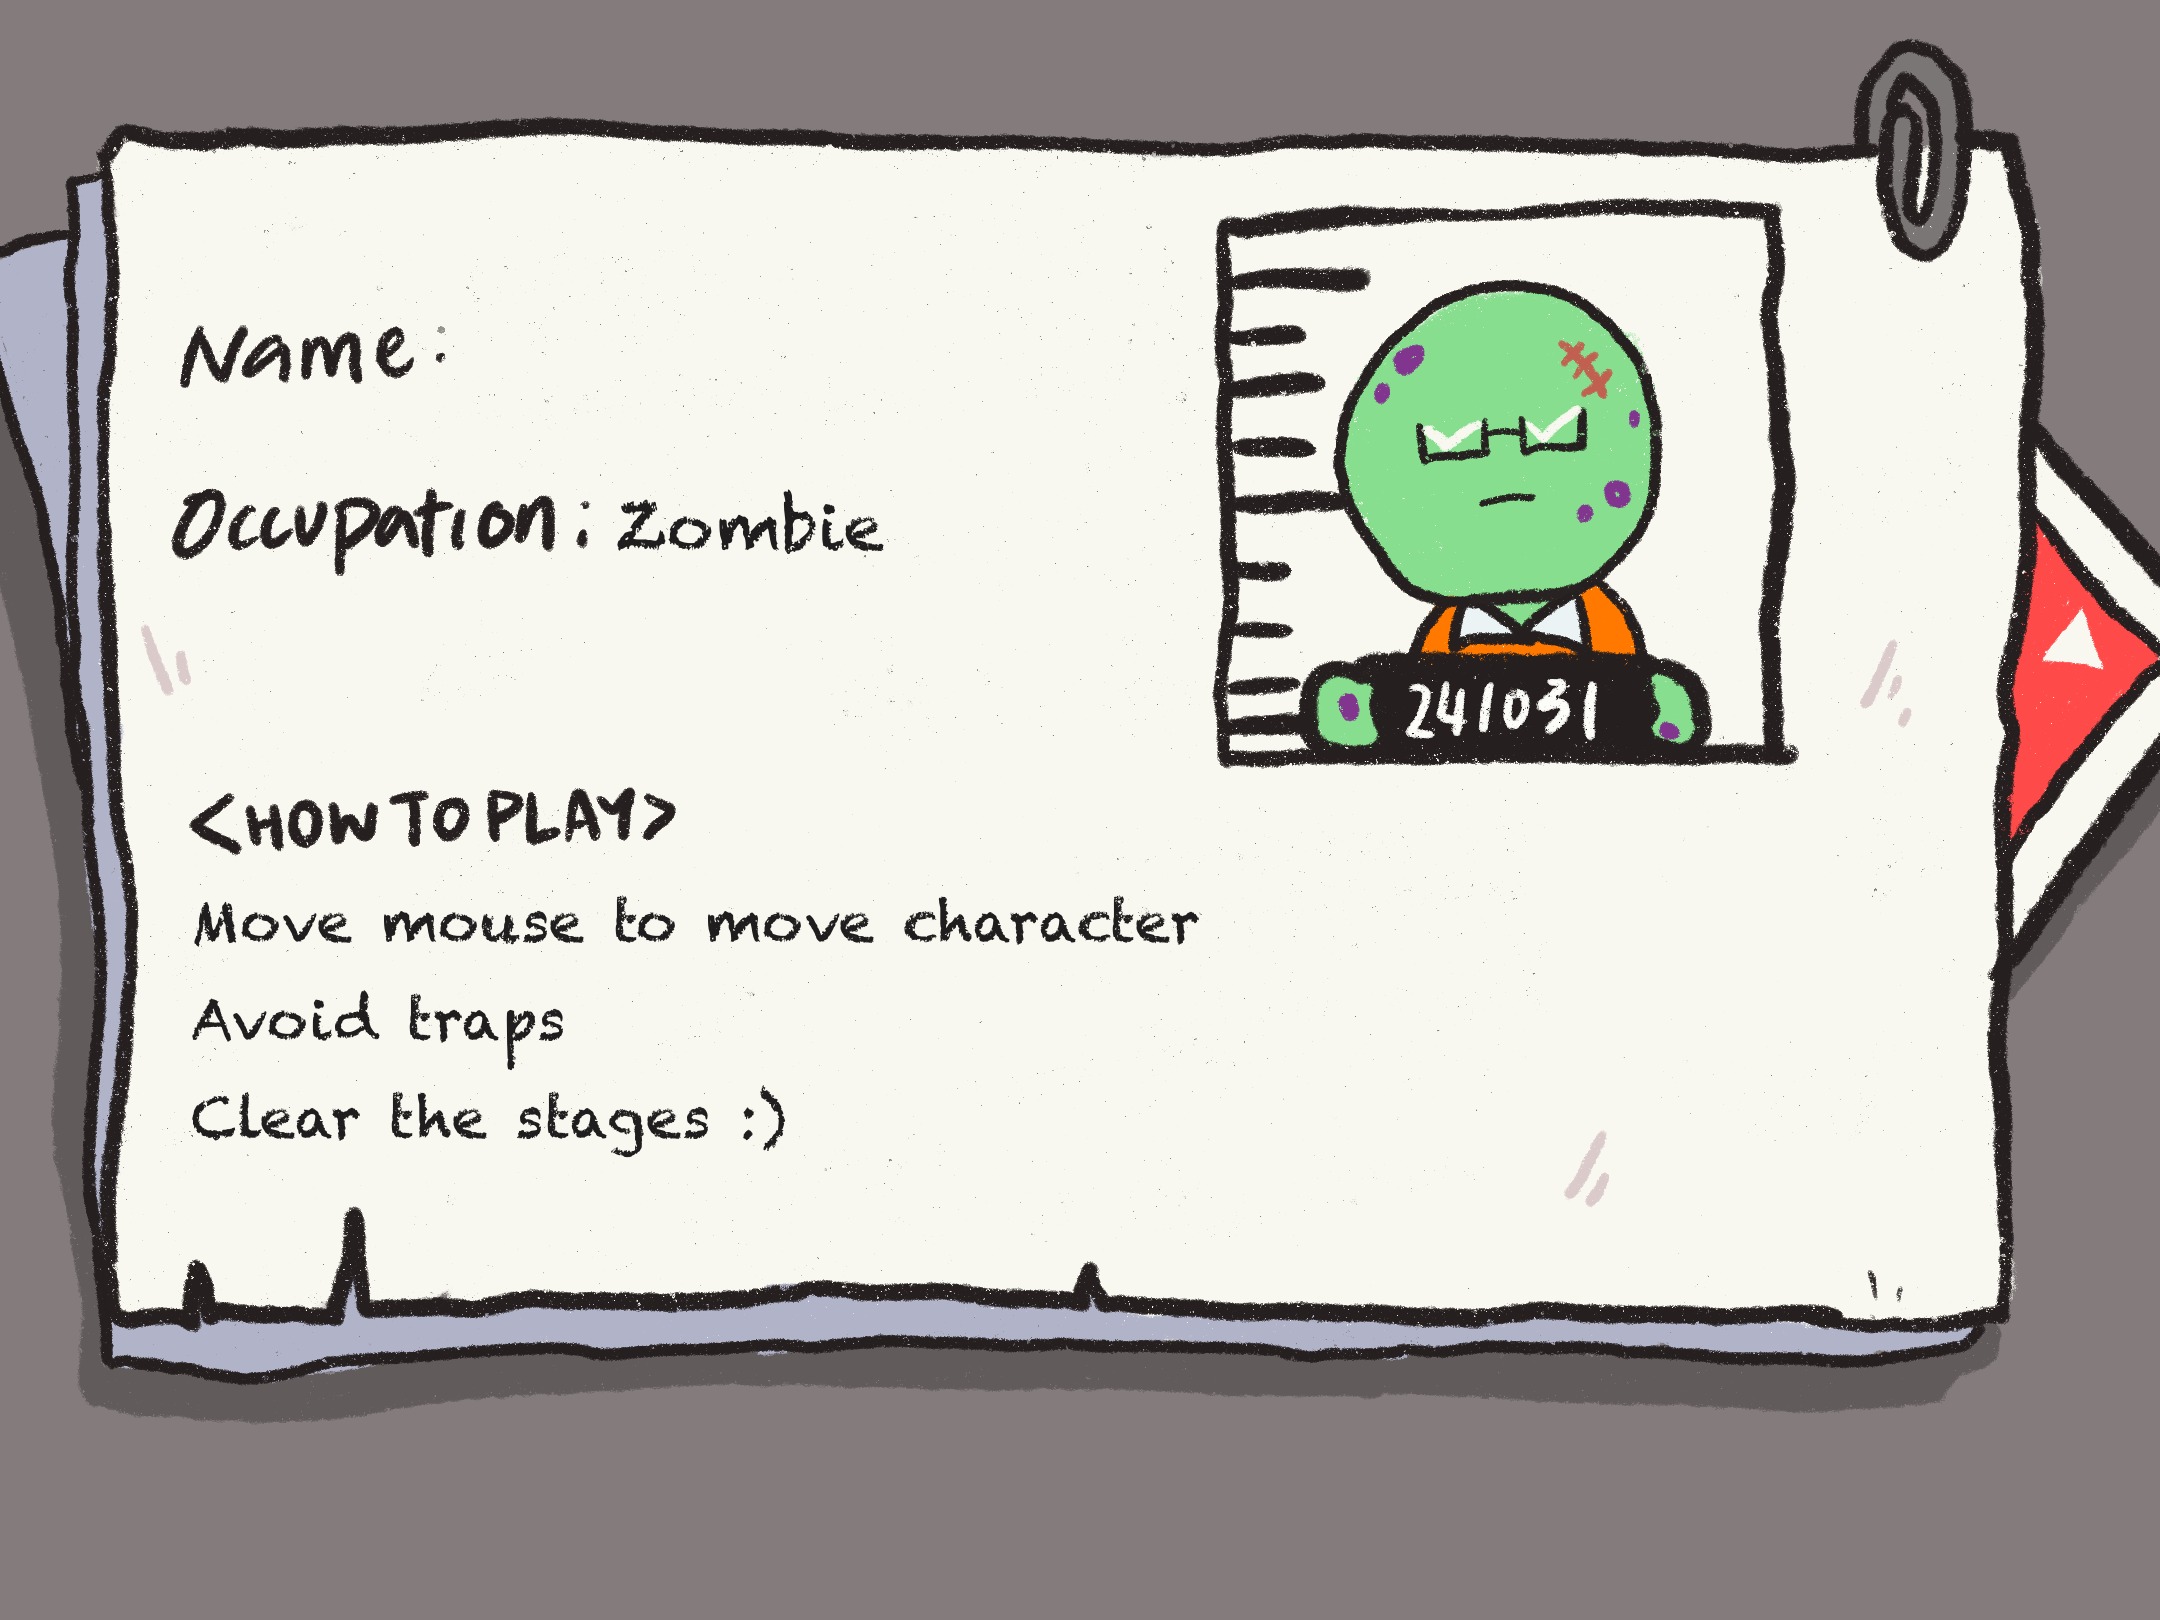 Name:
Occupation: Zombie
241031
<HOW TO PLAY>
Move mouse to move character
Avoid traps
Clear the stages :)